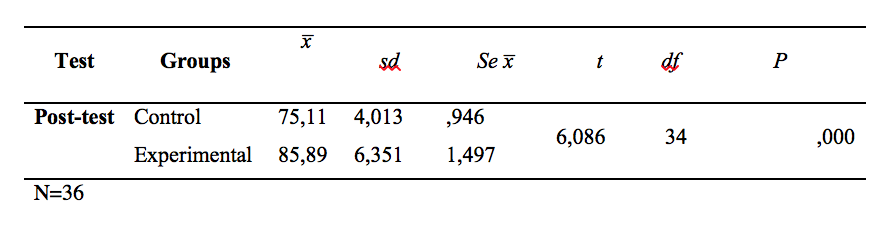 Test Groups x̅ sd Se x̅ t df P
Post-test Control 75,11 4,013 ,946
6,086 34 ,000
Experimental 85,89 6,351 1,497
N=36